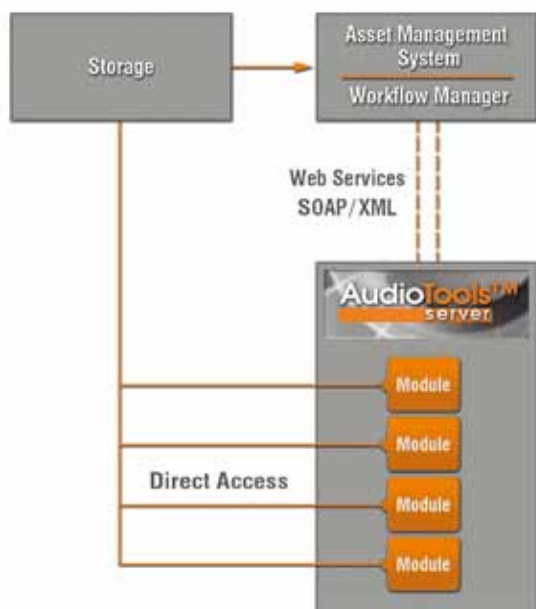 Storage
Asset Management
System
Workflow Manager
Web Services
SOAP/XML
AudioTools™
server
Module
Module
Direct Access
Module
Module